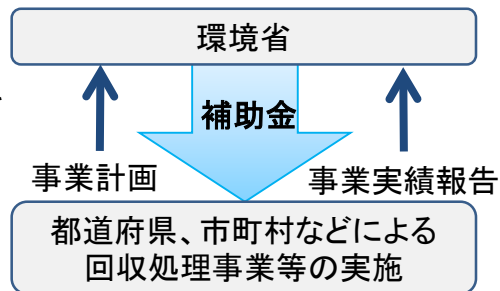 環境省
補助金
事業計画
事業実績報告
都道府県、市町村などによる
回収処理事業等の実施